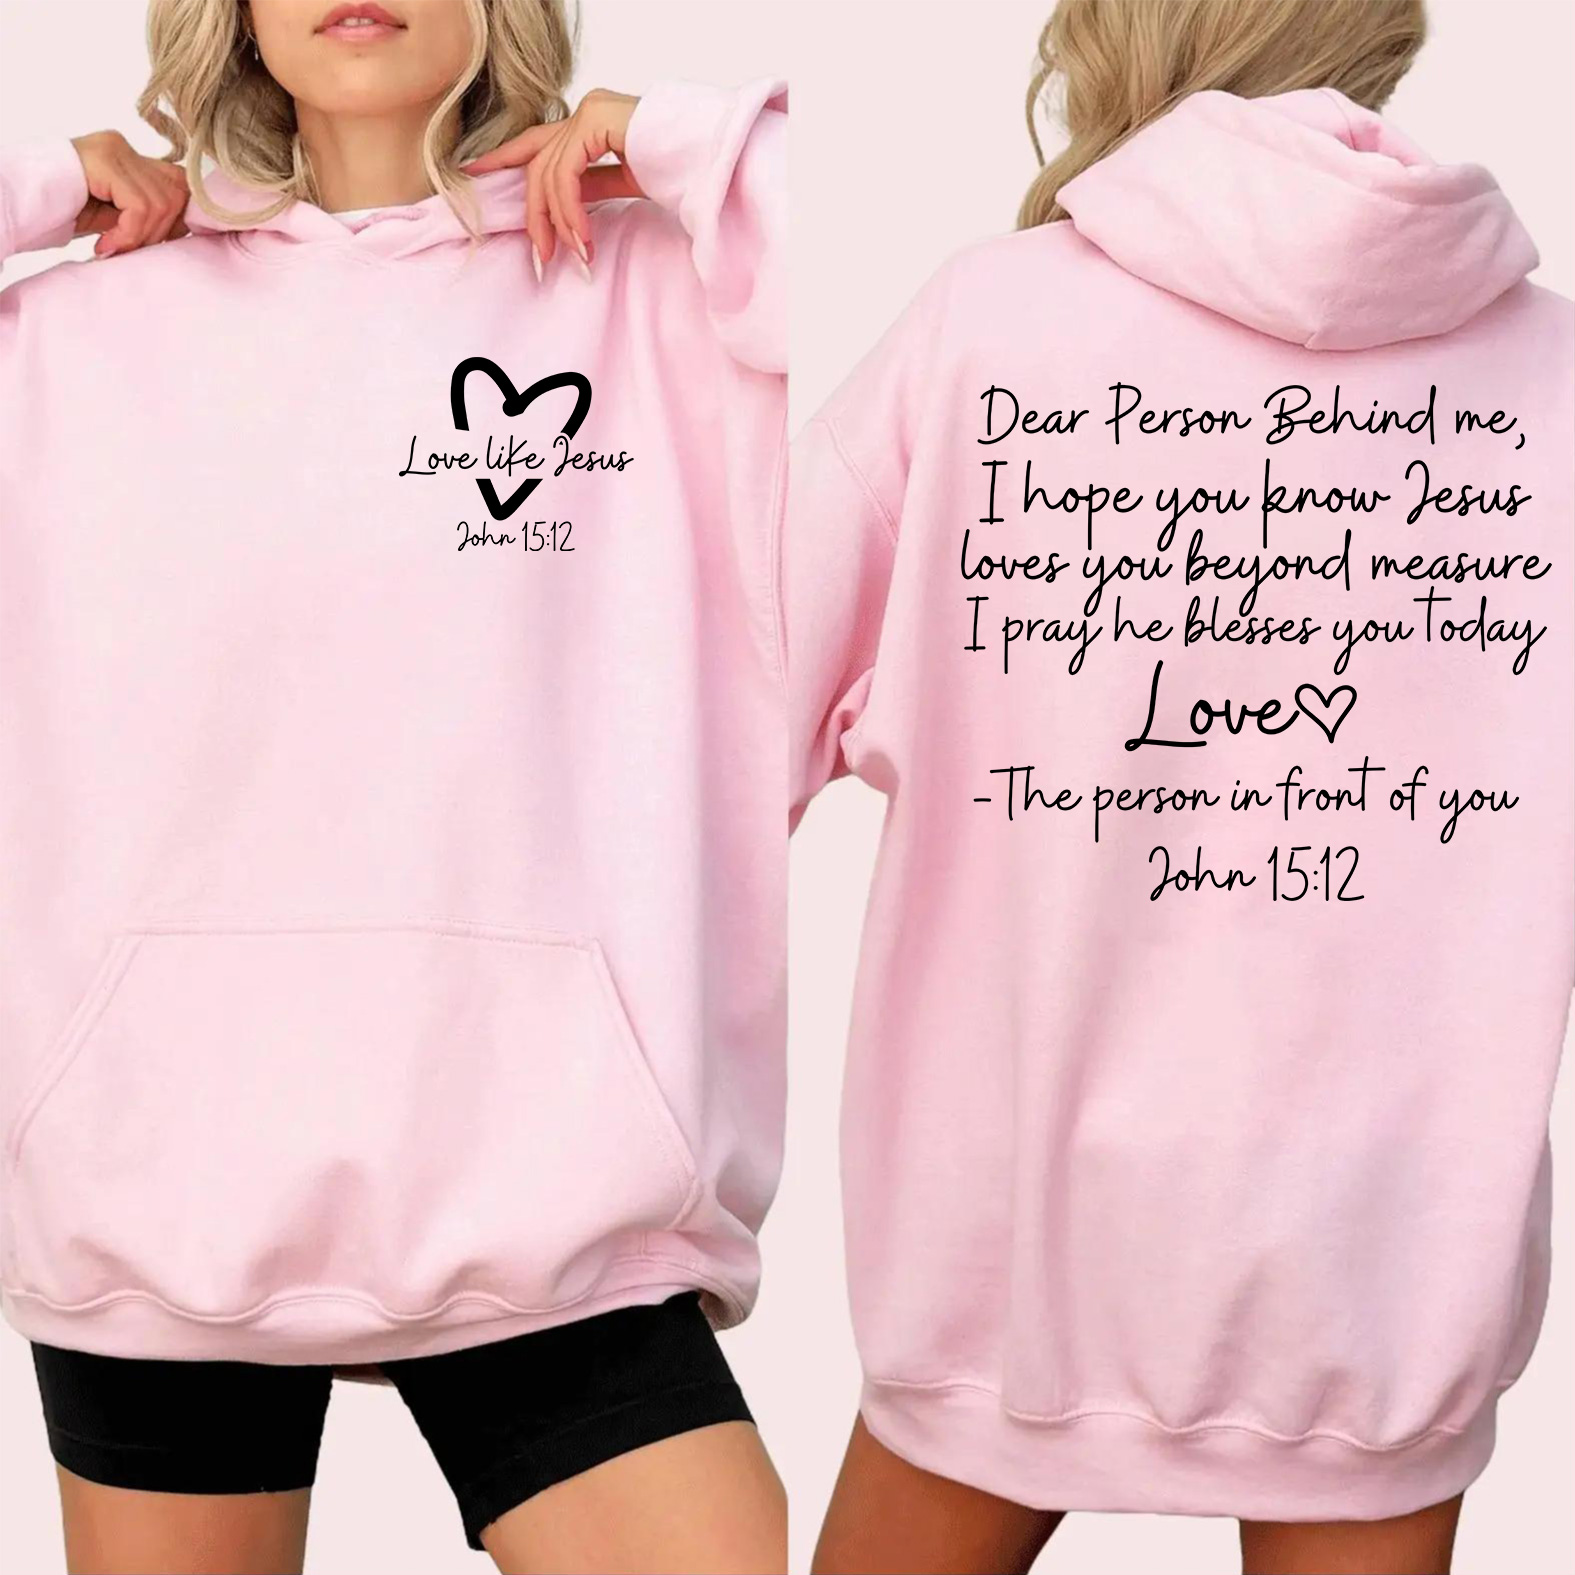 Love like Jesus
John 15:12
Dear Person Behind me,
I hope you know Jesus
loves you beyond measure
I pray he blesses you today
Love
-The person in front of you
John 15:12